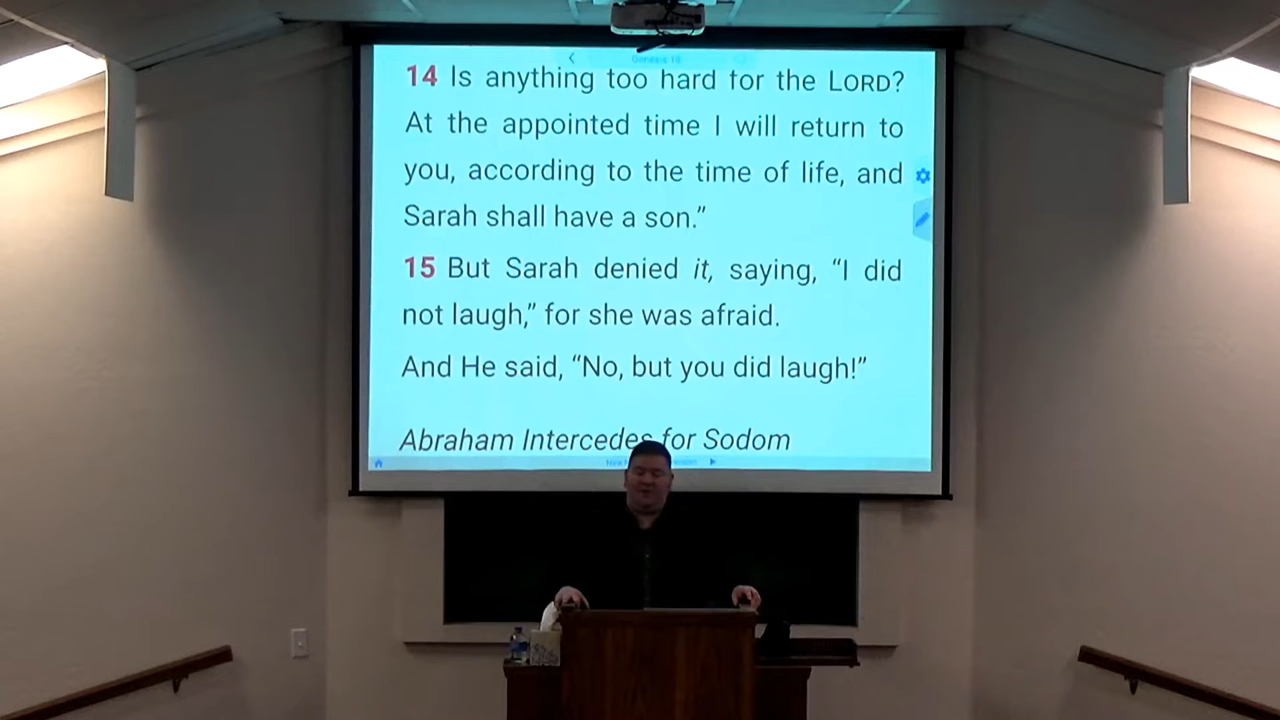 Genesis 18
14 Is anything too hard for the LORD?
At the appointed time I will return to
you, according to the time of life, and
Sarah shall have a son.”
15 But Sarah denied it, saying, “I did
not laugh,” for she was afraid.
And He said, “No, but you did laugh!”
Abraham Intercedes for Sodom